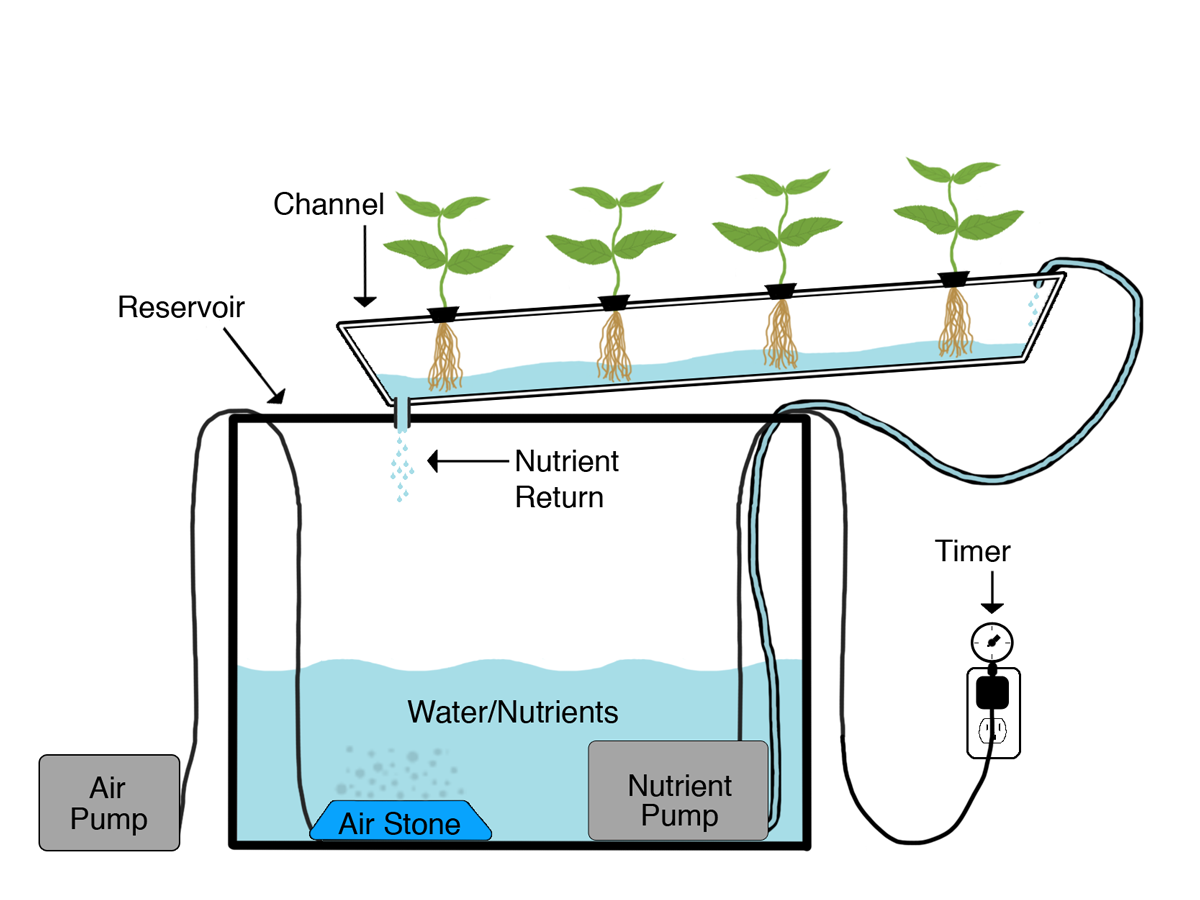 Channel
Reservoir
Nutrient
Return
Timer
Water/Nutrients
Air
Pump
Air Stone
Nutrient
Pump